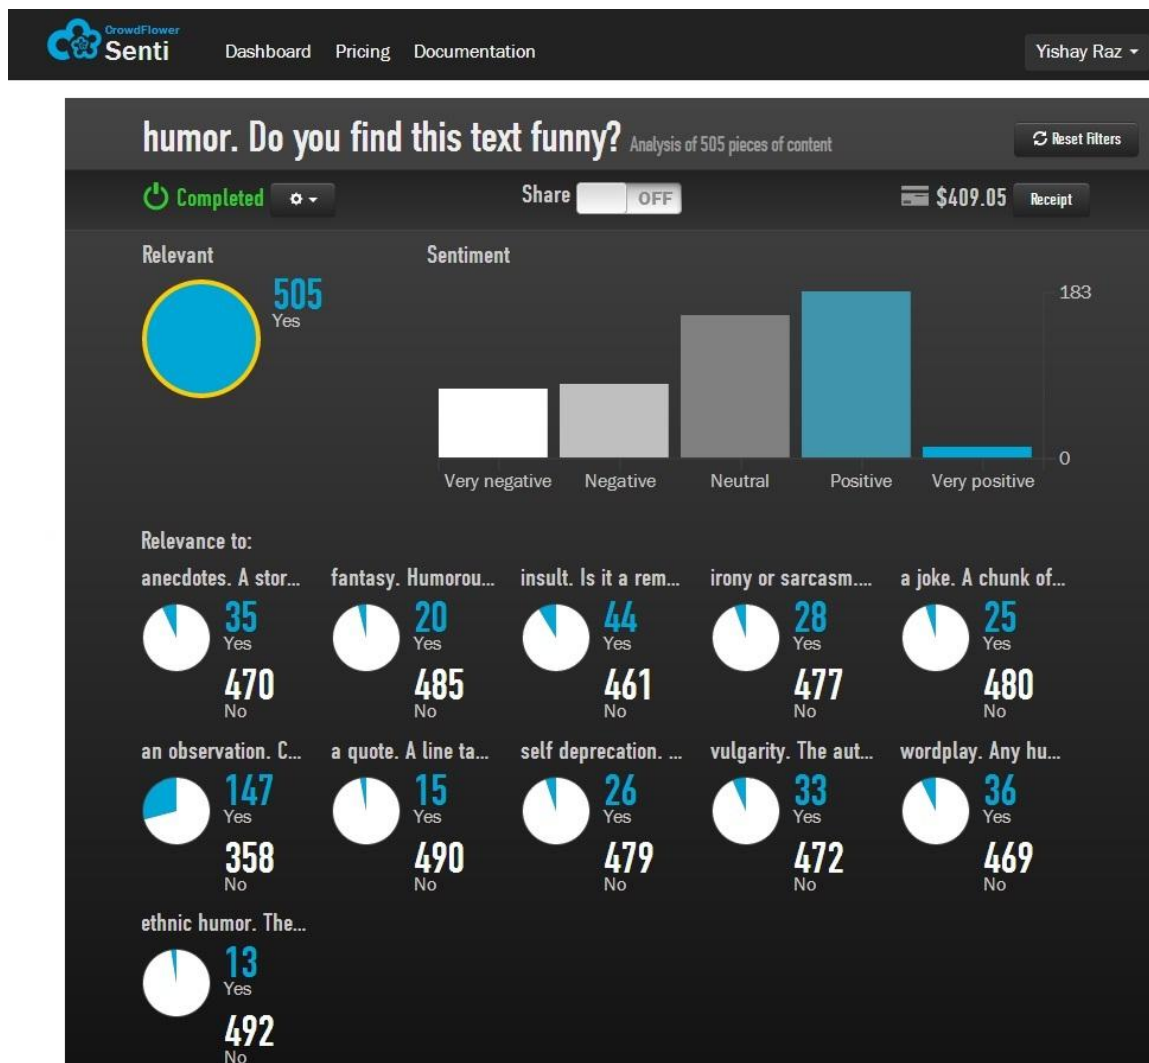 CrowdFlower
Senti Dashboard Pricing Documentation Yishay Raz
humor. Do you find this text funny? Analysis of 505 pieces of content Reset Filters
Completed Share OFF $409.05 Receipt
Relevant Sentiment
505
Yes
183
0
Very negative Negative Neutral Positive Very positive
Relevance to:
anecdotes. A stor... fantasy. Humorou... insult. Is it a rem... irony or sarcasm.... a joke. A chunk of...
35 20 44 28 25
Yes Yes Yes Yes Yes
470 485 461 477 480
No No No No No
an observation. C... a quote. A line ta... self deprecation. ... vulgarity. The aut... wordplay. Any hu...
147 15 26 33 36
Yes Yes Yes Yes Yes
358 490 479 472 469
No No No No No
ethnic humor. The...
13
Yes
492
No